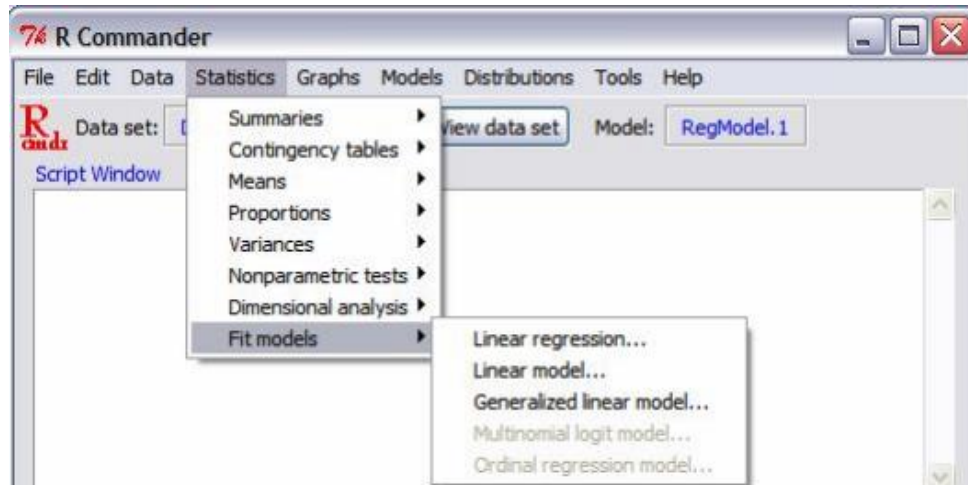 R Commander
File Edit Data Statistics Graphs Models Distributions Tools Help
R cmdr Data set: View data set Model: RegModel.1
Script Window
Summaries
Contingency tables
Means
Proportions
Variances
Nonparametric tests
Dimensional analysis
Fit models
Linear regression...
Linear model...
Generalized linear model...
Multinomial logit model...
Ordinal regression model...